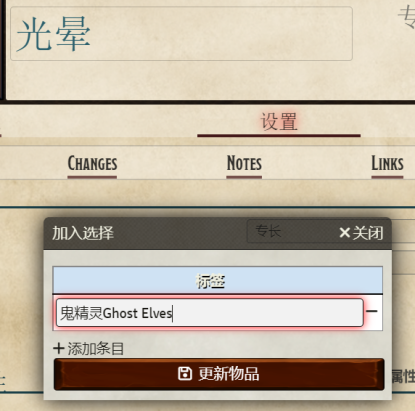 专
光晕
设置
CHANGES
NOTES
LINKS
加入选择
专长
×关闭
标签
鬼精灵Ghost Elves
+添加条目
更新物品
属性